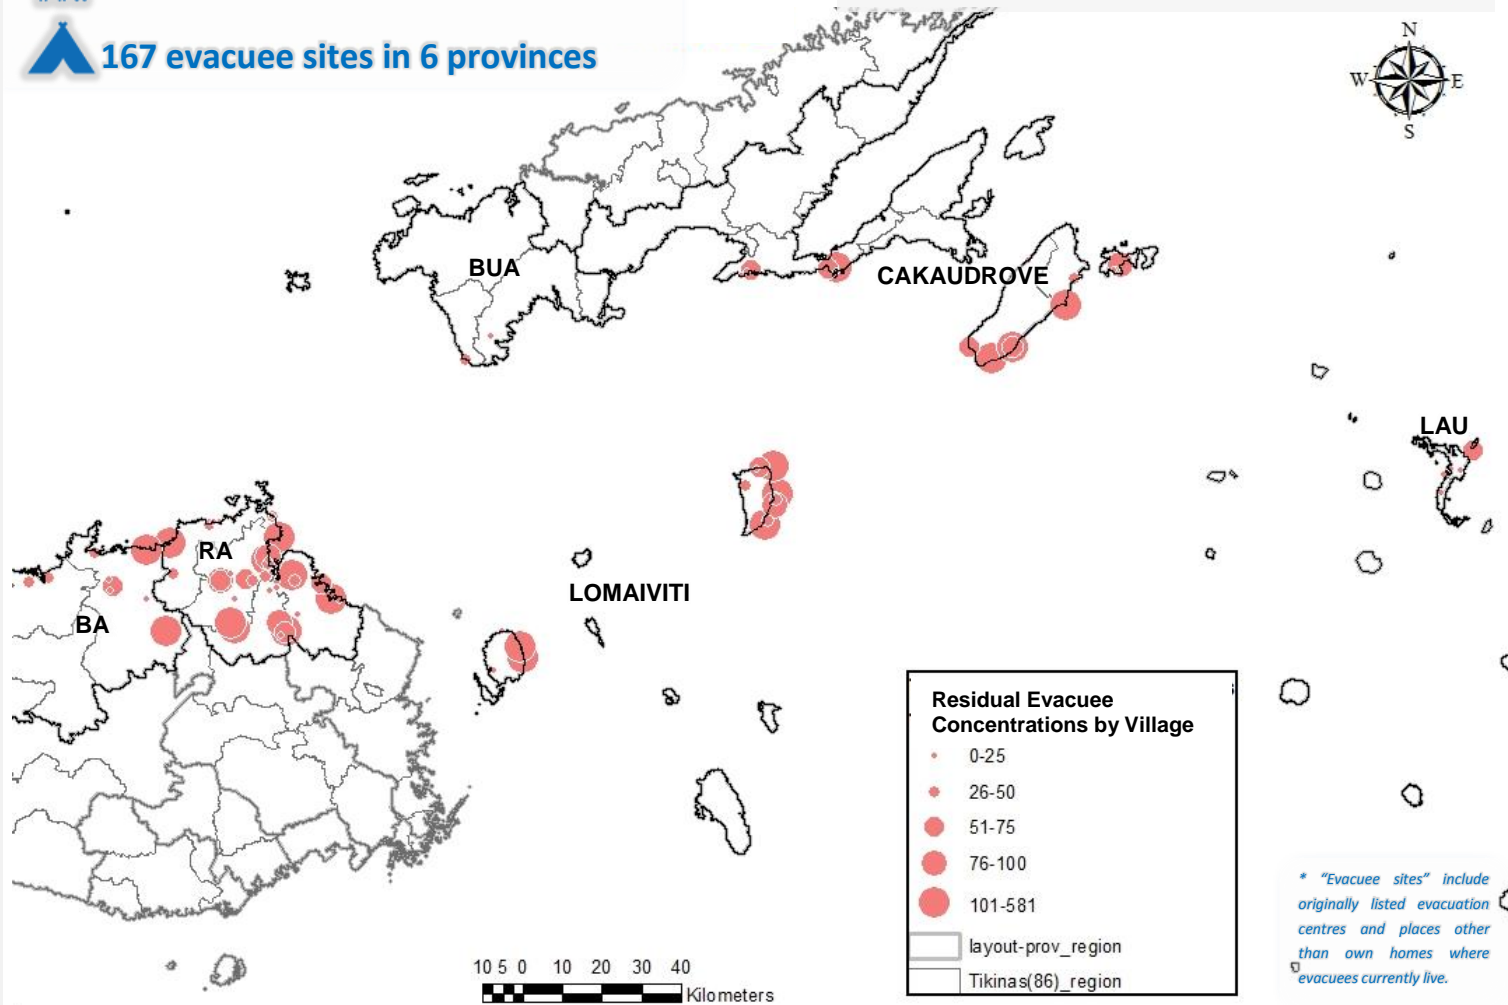 167 evacuee sites in 6 provinces
N
W E
S
BUA
CAKAUDROVE
LAU
RA
LOMAIVITI
BA
Residual Evacuee
Concentrations by Village
0-25
26-50
51-75
76-100
101-581
layout-prov_region
Tikinas(86)_region
10 5 0 10 20 30 40
Kilometers
* "Evacuee sites" include
originally listed evacuation
centres and places other
than own homes where
evacuees currently live.